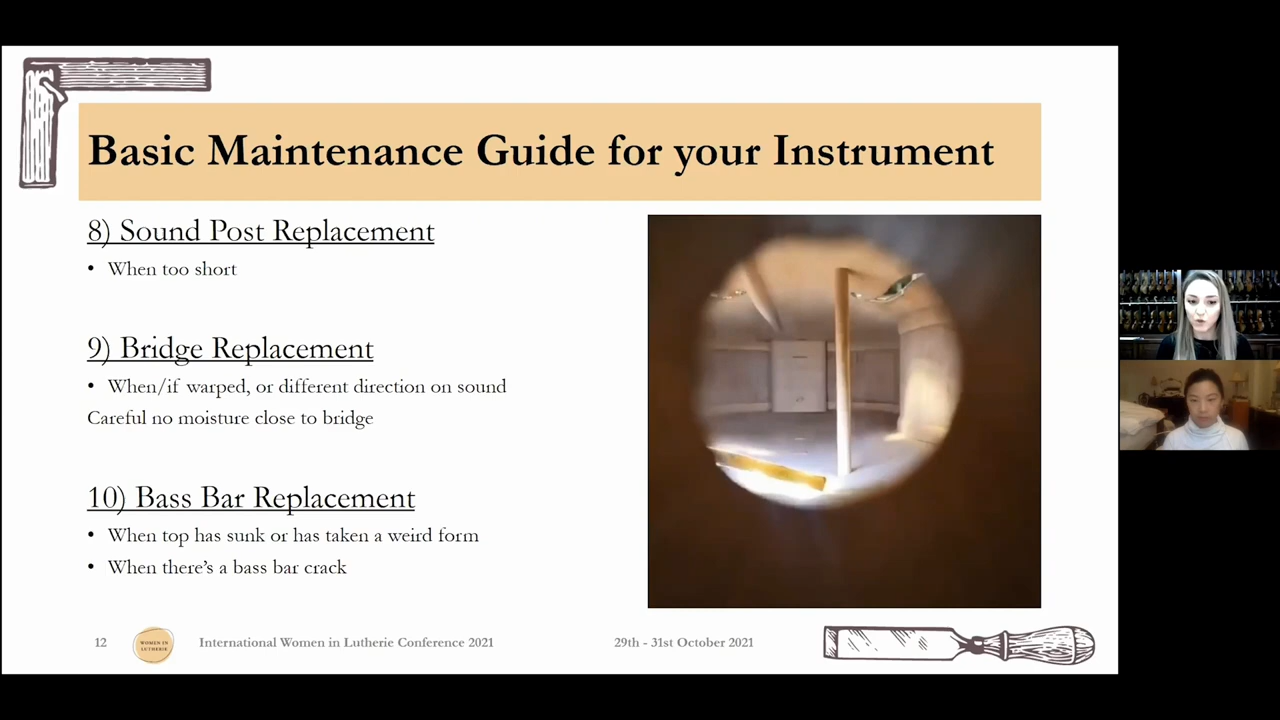 Basic Maintenance Guide for your Instrument
8) Sound Post Replacement
• When too short
9) Bridge Replacement
• When/if warped, or different direction on sound
Careful no moisture close to bridge
10) Bass Bar Replacement
• When top has sunk or has taken a weird form
• When there's a bass bar crack
12
WOMEN IN
LUTHERIE
International Women in Lutherie Conference 2021
29th - 31st October 2021